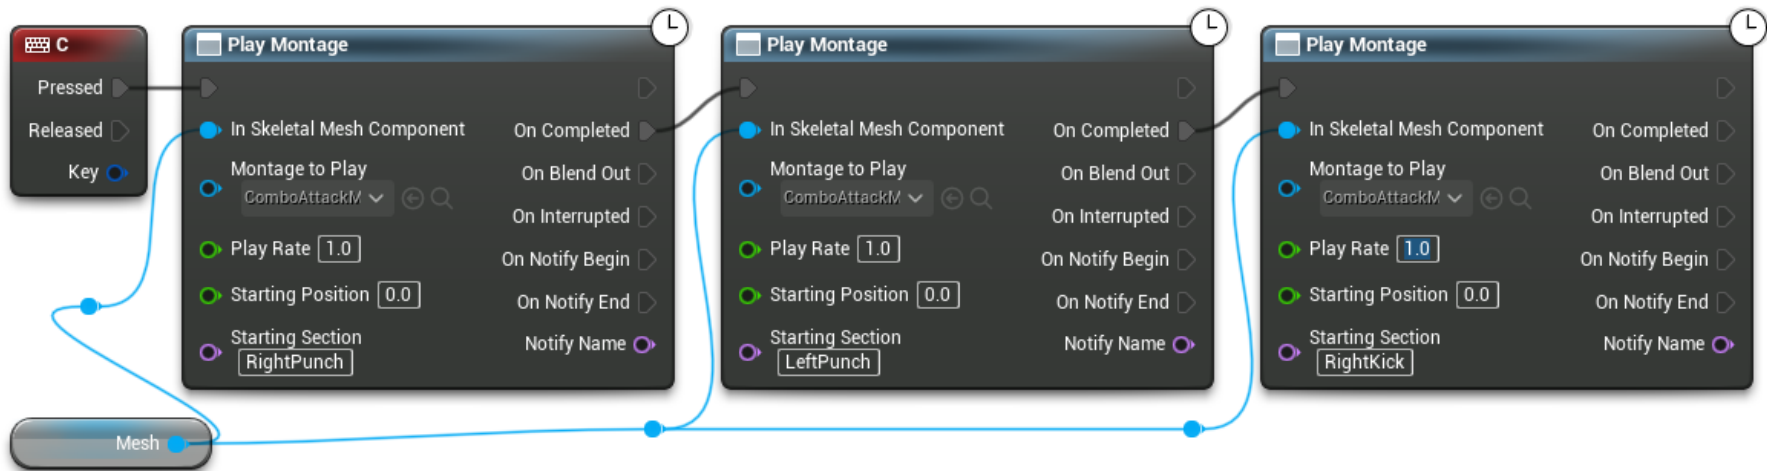 C
Pressed
Released
Key
Play Montage
In Skeletal Mesh Component
On Completed
Montage to Play
On Blend Out
ComboAttackM
On Interrupted
Play Rate 1.0
On Notify Begin
Starting Position 0.0
On Notify End
Starting Section
Notify Name
RightPunch
Play Montage
In Skeletal Mesh Component
On Completed
Montage to Play
On Blend Out
ComboAttackM
On Interrupted
Play Rate 1.0
On Notify Begin
Starting Position 0.0
On Notify End
Starting Section
Notify Name
LeftPunch
Play Montage
In Skeletal Mesh Component
On Completed
Montage to Play
On Blend Out
ComboAttackM
On Interrupted
Play Rate 1.0
On Notify Begin
Starting Position 0.0
On Notify End
Starting Section
Notify Name
RightKick
Mesh